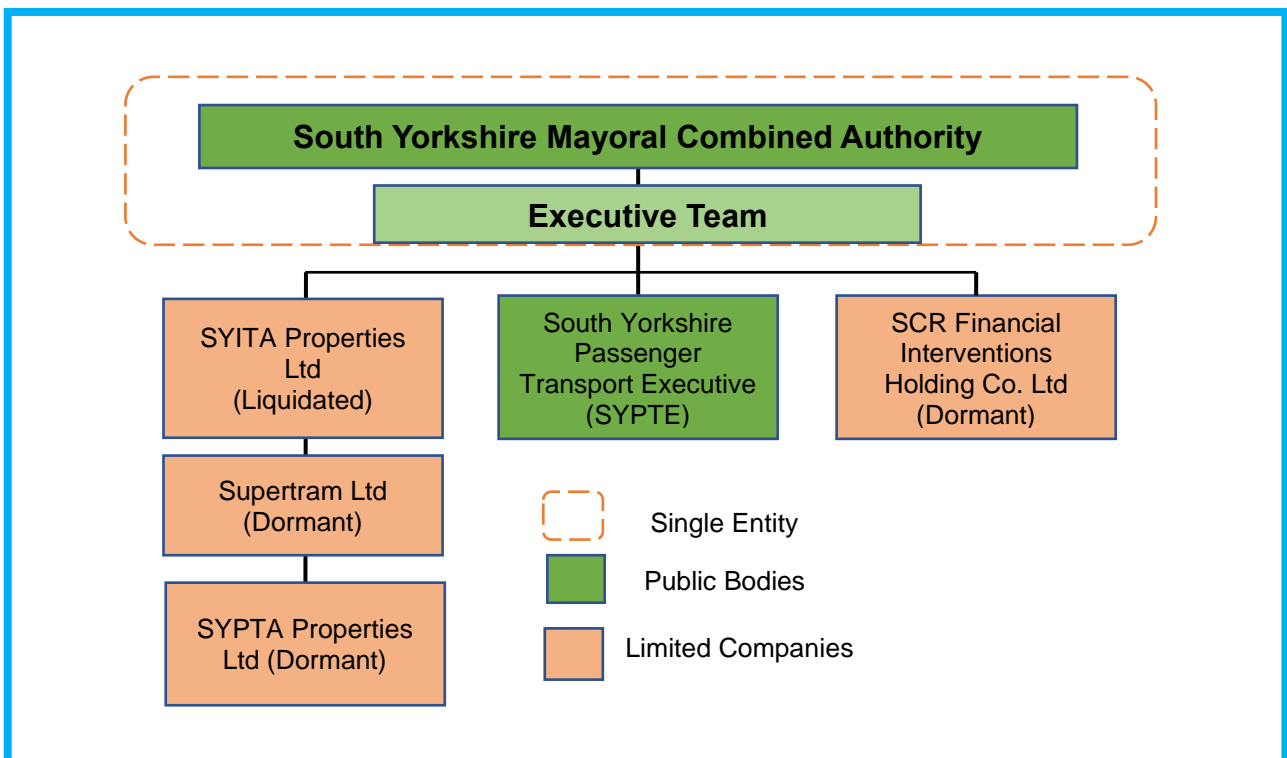 South Yorkshire Mayoral Combined Authority
Executive Team
SYITA Properties
Ltd
(Liquidated)
South Yorkshire
Passenger
Transport Executive
(SYPTE)
SCR Financial
Interventions
Holding Co. Ltd
(Dormant)
Supertram Ltd
(Dormant)
SYPTA Properties
Ltd (Dormant)
Single Entity
Public Bodies
Limited Companies